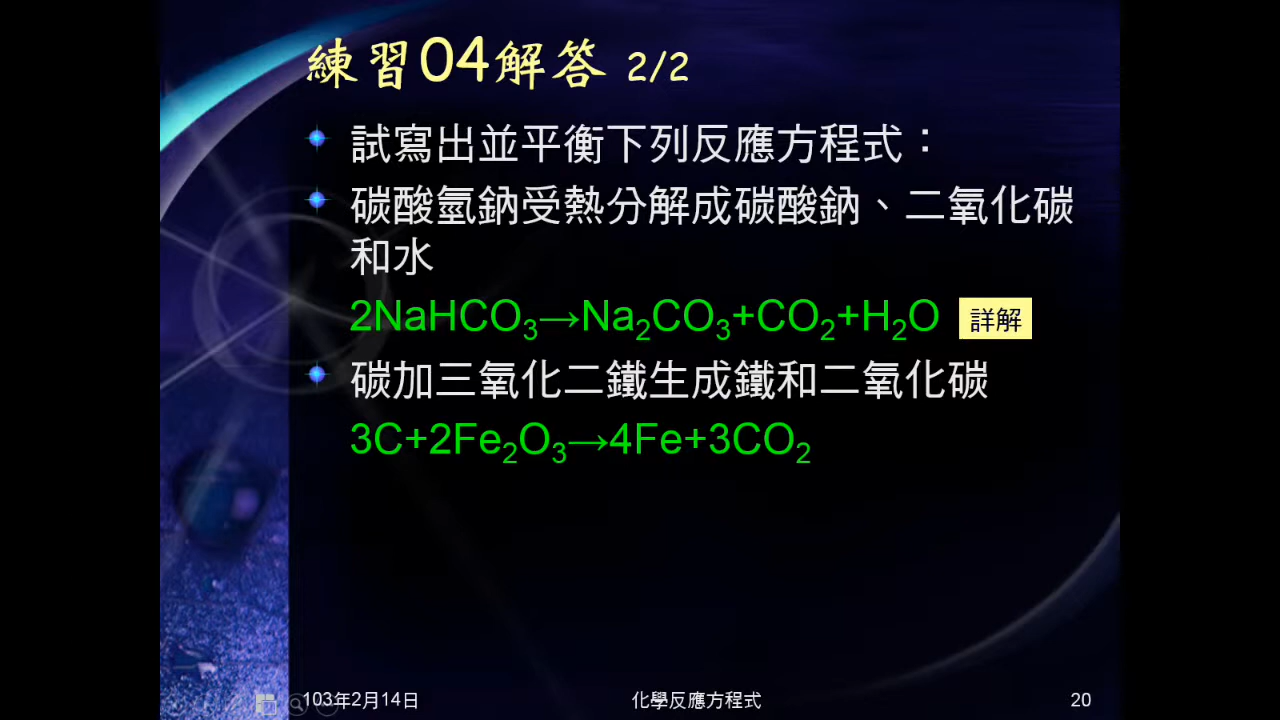 練習04解答 2/2
試寫出並平衡下列反應方程式：
碳酸氫鈉受熱分解成碳酸鈉、二氧化碳
和水
2NaHCO₃→Na₂CO₃+CO₂+H₂O 詳解
碳加三氧化二鐵生成鐵和二氧化碳
3C+2Fe₂O₃→4Fe+3CO₂
103年2月14日 化學反應方程式 20